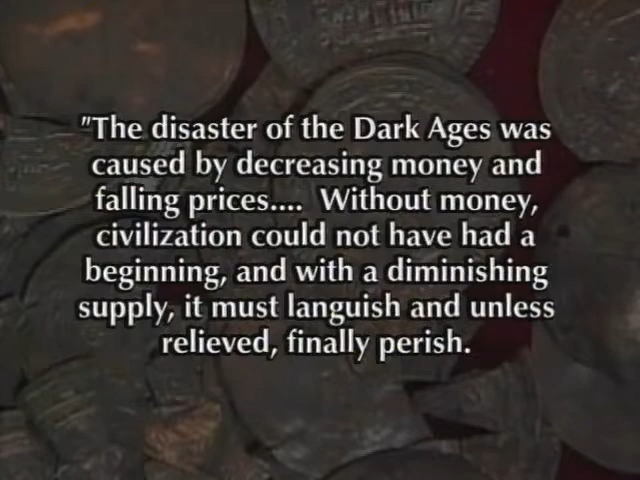 "The disaster of the Dark Ages was
caused by decreasing money and
falling prices.... Without money,
civilization could not have had a
beginning, and with a diminishing
supply, it must languish and unless
relieved, finally perish.